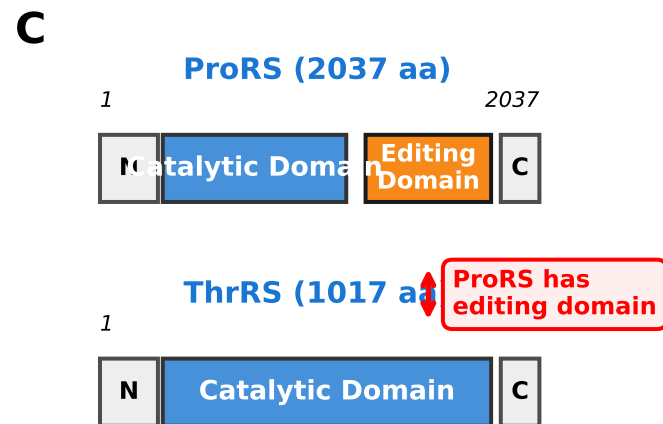 C
ProRS (2037 aa)
1
2037
N
Catalytic Domain
Editing
Domain
C
ThrRS (1017 aa
ProRS has
editing domain
1
N
Catalytic Domain
C